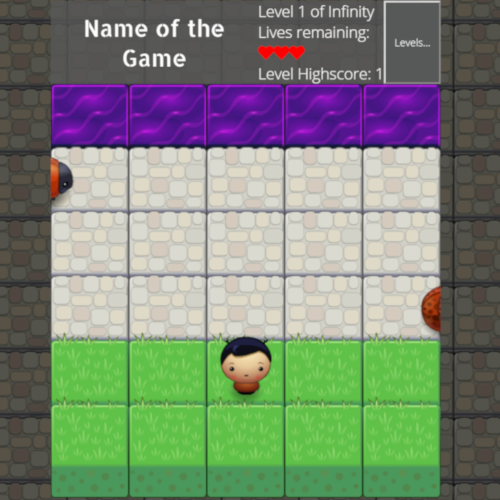 Name of the
Game
Level 1 of Infinity
Lives remaining:
Level Highscore: 1
Levels...